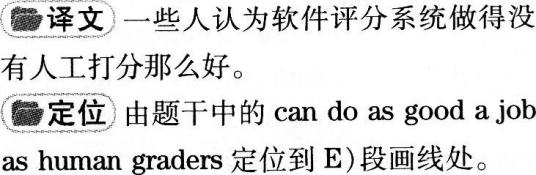 译文 一些人认为软件评分系统做得没
有人工打分那么好。
定位 由题干中的 can do as good a job
as human graders 定位到 E)段画线处。